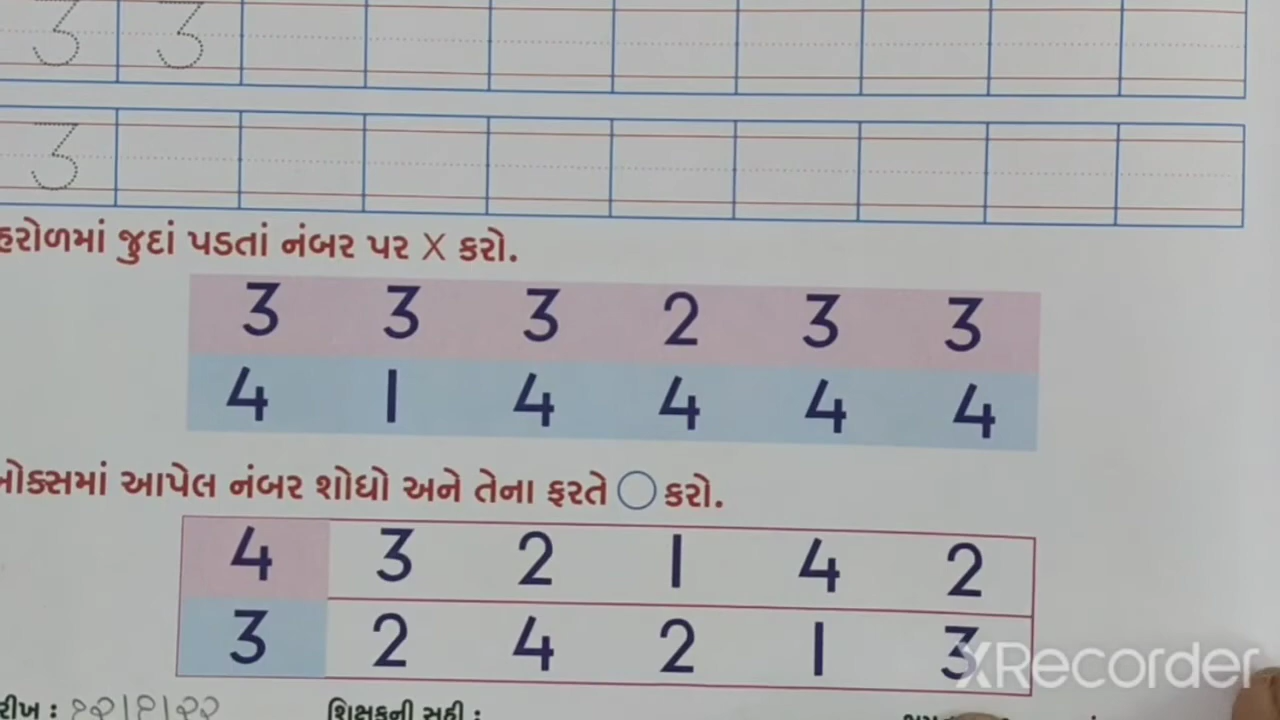 3 3
3
હરોળમાં જુદાં પડતાં નંબર પર X કરો.
3 3 3 2 3 3
4 1 4 4 4 4
આપેલ નંબર શોધો અને તેના ફરતે ◯ કરો.
4 3 2 1 4 2
3 2 4 2 1 3
XRecorder
શિક્ષકની સહી :